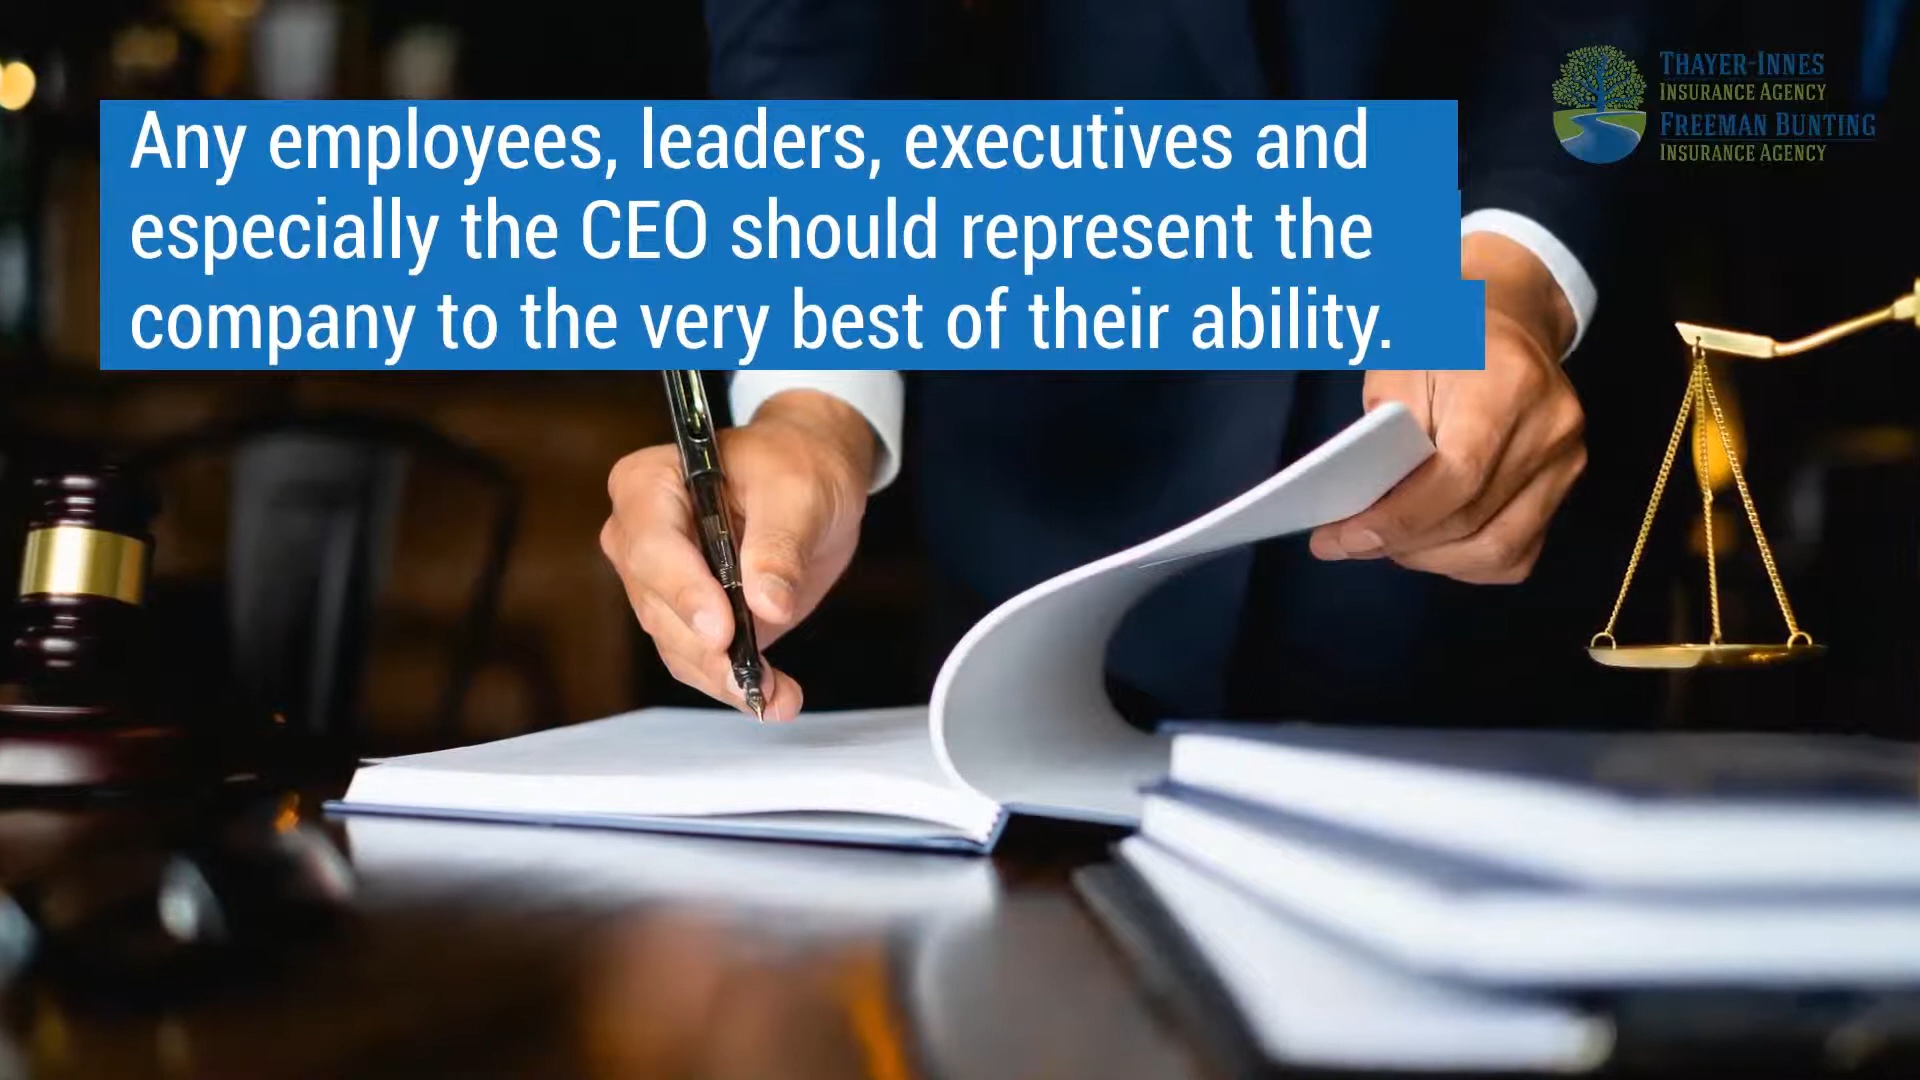 Any employees, leaders, executives and
especially the CEO should represent the
company to the very best of their ability.
THAYER-INNES
INSURANCE AGENCY
FREEMAN BUNTING
INSURANCE AGENCY